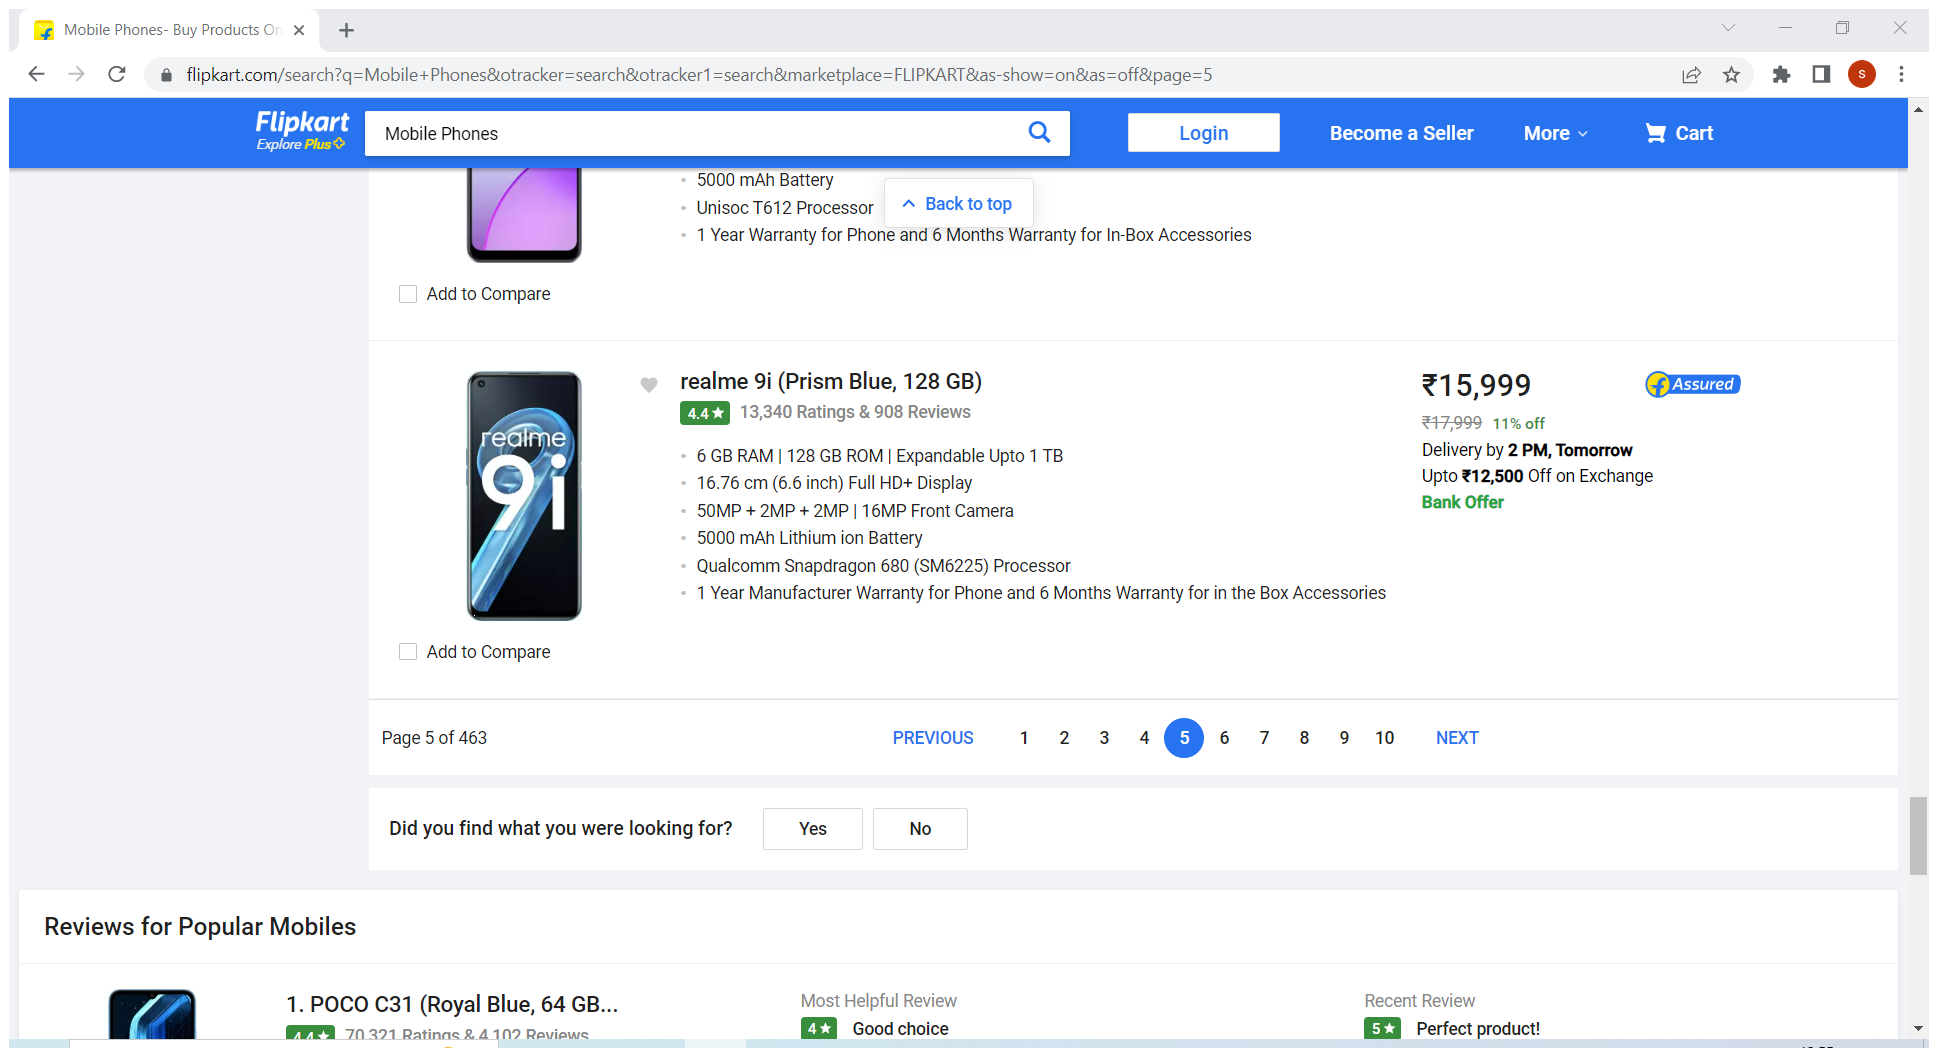 Mobile Phones- Buy Products On
flipkart.com/search?q=Mobile+Phones&otracker=search&otracker1=search&marketplace=FLIPKART&as-show=on&as=off&page=5
S
Flipkart
Explore Plus
Mobile Phones
Login
Become a Seller
More
Cart
5000 mAh Battery
Unisoc T612 Processor
Back to top
1 Year Warranty for Phone and 6 Months Warranty for In-Box Accessories
Add to Compare
realme
9i
realme 9i (Prism Blue, 128 GB)
4.4★ 13,340 Ratings & 908 Reviews
6 GB RAM | 128 GB ROM | Expandable Upto 1 TB
16.76 cm (6.6 inch) Full HD+ Display
50MP + 2MP + 2MP | 16MP Front Camera
5000 mAh Lithium ion Battery
Qualcomm Snapdragon 680 (SM6225) Processor
1 Year Manufacturer Warranty for Phone and 6 Months Warranty for in the Box Accessories
₹15,999
Assured
₹17,999 11% off
Delivery by 2 PM, Tomorrow
Upto ₹12,500 Off on Exchange
Bank Offer
Add to Compare
Page 5 of 463
PREVIOUS 1 2 3 4 5 6 7 8 9 10 NEXT
Did you find what you were looking for? Yes No
Reviews for Popular Mobiles
1. POCO C31 (Royal Blue, 64 GB...
4.4★ 70,321 Ratings & 4,102 Reviews
Most Helpful Review
4★ Good choice
Recent Review
5★ Perfect product!